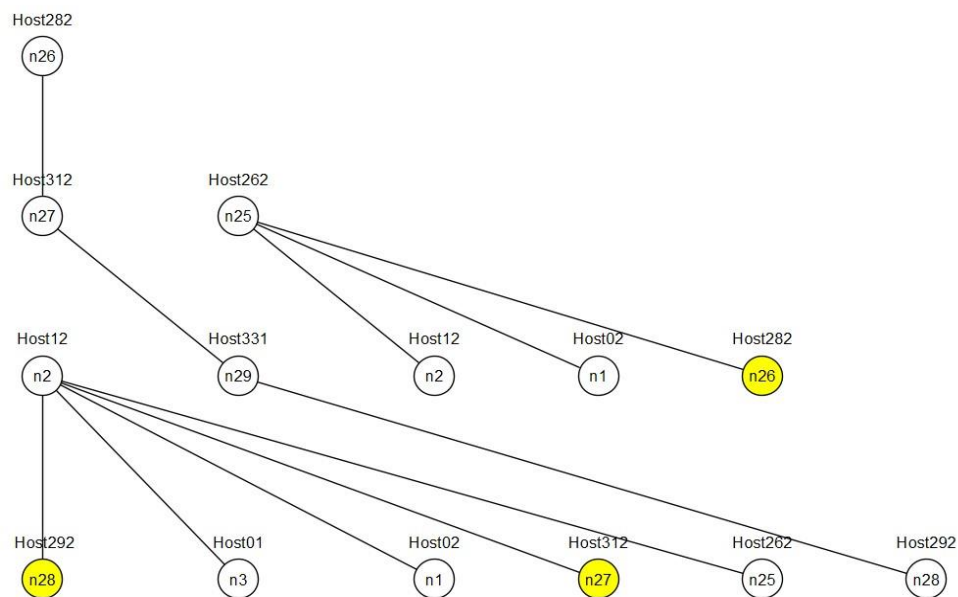 Host282
n26
Host312 Host262
n27 n25
Host12 Host331 Host12 Host02 Host282
n2 n29 n2 n1 n26
Host292 Host01 Host02 Host312 Host262 Host292
n28 n3 n1 n27 n25 n28